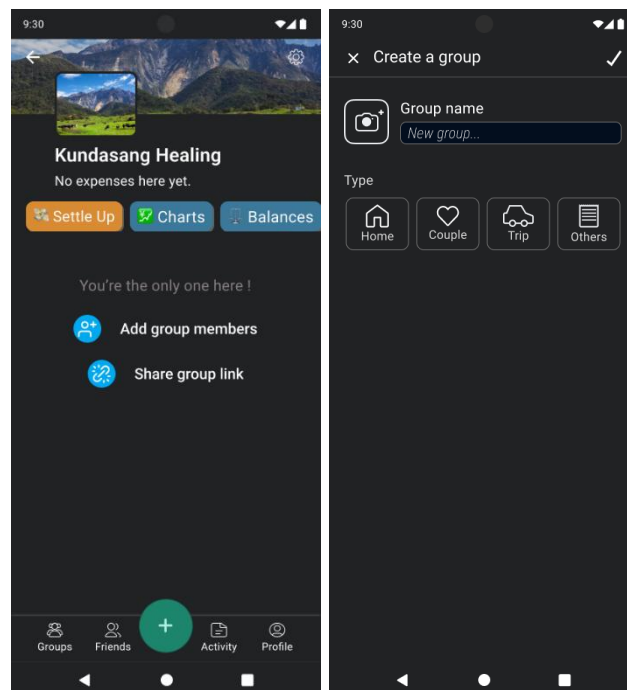 9:30
Kundasang Healing
No expenses here yet.
Settle Up Charts Balances
You're the only one here !
Add group members
Share group link
Groups Friends + Activity Profile
9:30
× Create a group
Group name
New group...
Type
Home Couple Trip Others